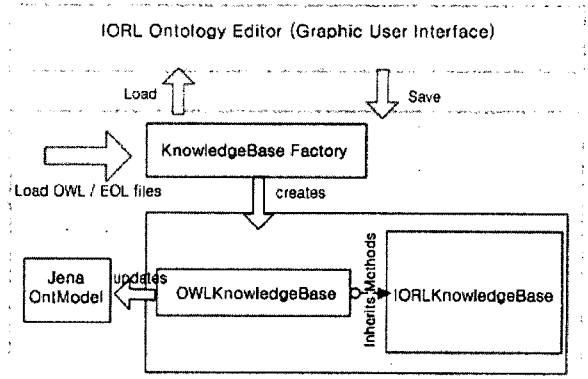 IORL Ontology Editor (Graphic User Interface)
Load
Save
KnowledgeBase Factory
Load OWL / EOL files
creates
Jena
OntModel
updates
OWLKnowledgeBase
Inherits Methods
IORLKnowledgeBase